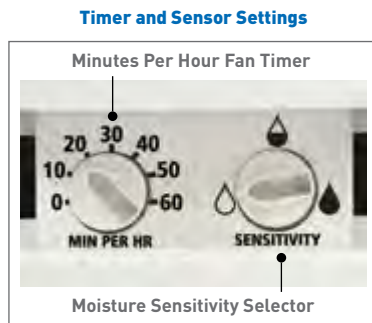 Timer and Sensor Settings
Minutes Per Hour Fan Timer
0 10 20 30 40 50 60
MIN PER HR
SENSITIVITY
Moisture Sensitivity Selector